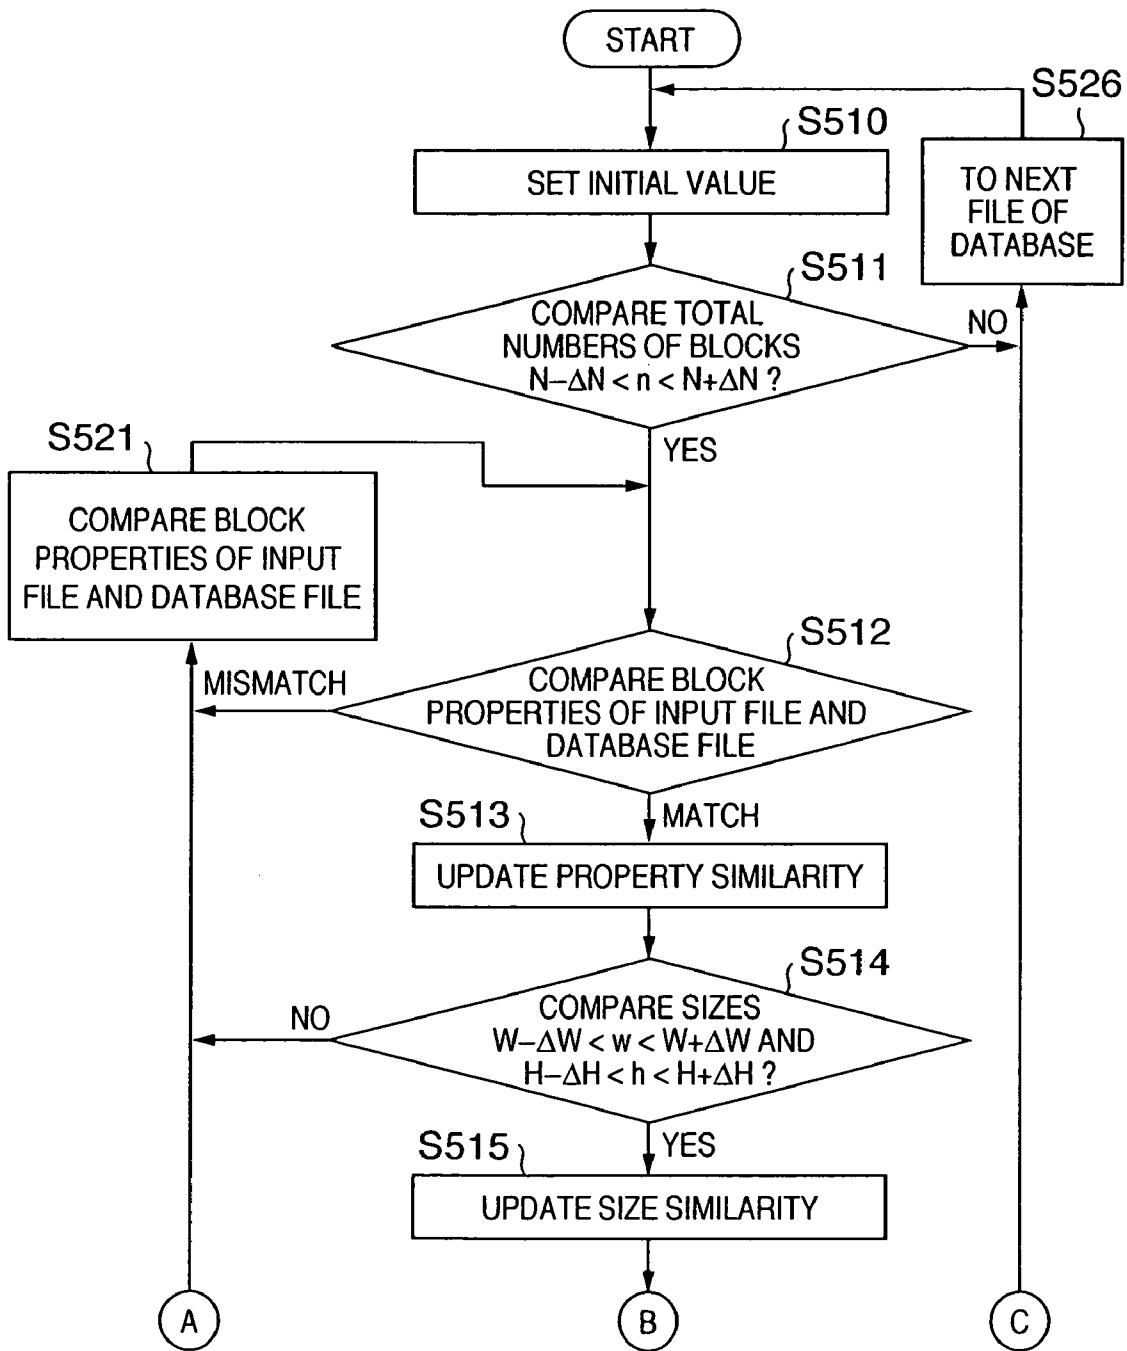 START
S526
S510
SET INITIAL VALUE
TO NEXT
FILE OF
DATABASE
S511
COMPARE TOTAL
NUMBERS OF BLOCKS
N−ΔN < n < N+ΔN ?
NO
YES
S521
COMPARE BLOCK
PROPERTIES OF INPUT
FILE AND DATABASE FILE
S512
MISMATCH
COMPARE BLOCK
PROPERTIES OF INPUT FILE AND
DATABASE FILE
MATCH
S513
UPDATE PROPERTY SIMILARITY
S514
NO
COMPARE SIZES
W−ΔW < w < W+ΔW AND
H−ΔH < h < H+ΔH ?
YES
S515
UPDATE SIZE SIMILARITY
A
B
C